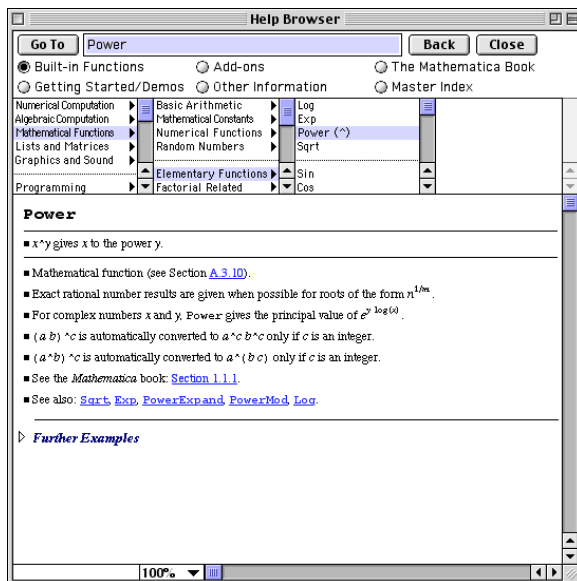 Help Browser
Go To Power Back Close
Built-in Functions Add-ons The Mathematica Book
Getting Started/Demos Other Information Master Index
Numerical Computation Basic Arithmetic Log
Algebraic Computation Mathematical Constants Exp
Mathematical Functions Numerical Functions Power (^)
Lists and Matrices Random Numbers Sqrt
Graphics and Sound
Elementary Functions Sin
Programming Factorial Related Cos
Power
■ x^y gives x to the power y.
■ Mathematical function (see Section A.3.10).
■ Exact rational number results are given when possible for roots of the form n^{1/m}.
■ For complex numbers x and y, Power gives the principal value of e^{y log(x)}.
■ (a b)^c is automatically converted to a^c b^c only if c is an integer.
■ (a^b)^c is automatically converted to a^(b c) only if c is an integer.
■ See the Mathematica book: Section 1.1.1.
■ See also: Sqrt, Exp, PowerExpand, PowerMod, Log.
Further Examples
100%